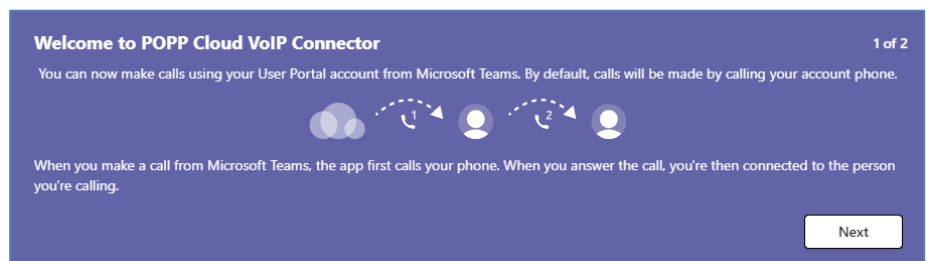 Welcome to POPP Cloud VoIP Connector
1 of 2
You can now make calls using your User Portal account from Microsoft Teams. By default, calls will be made by calling your account phone.
1
2
When you make a call from Microsoft Teams, the app first calls your phone. When you answer the call, you're then connected to the person
you're calling.
Next